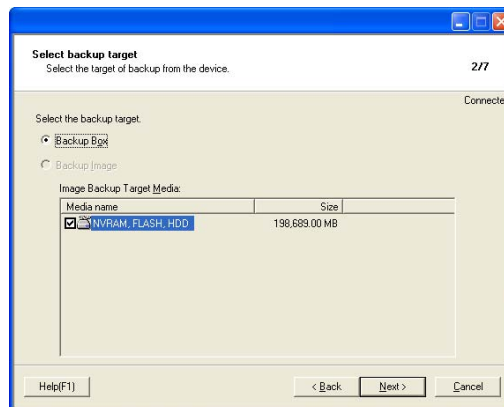 Select backup target
Select the target of backup from the device.
2/7
Connecte
Select the backup target.
Backup Box
Backup Image
Image Backup Target Media:
Media name Size
NVRAM, FLASH, HDD 198,689.00 MB
Help(F1) < Back Next > Cancel